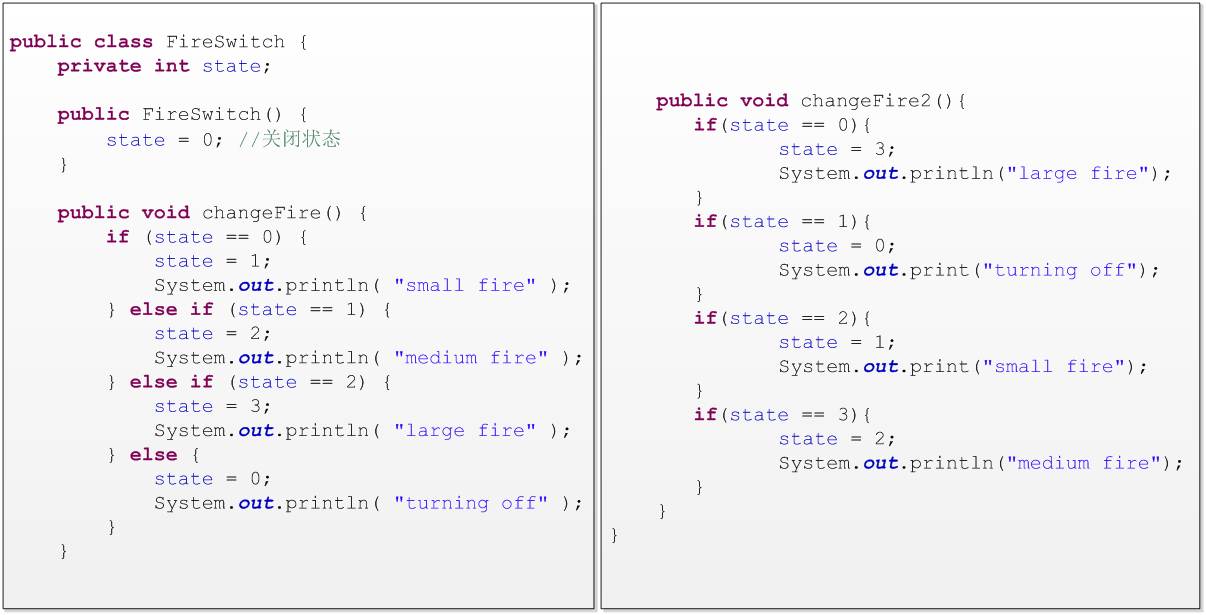 public class FireSwitch {
    private int state;

    public FireSwitch() {
        state = 0; //关闭状态
    }

    public void changeFire() {
        if (state == 0) {
            state = 1;
            System.out.println( "small fire" );
        } else if (state == 1) {
            state = 2;
            System.out.println( "medium fire" );
        } else if (state == 2) {
            state = 3;
            System.out.println( "large fire" );
        } else {
            state = 0;
            System.out.println( "turning off" );
        }
    }

    public void changeFire2(){
       if(state == 0){
              state = 3;
              System.out.println("large fire");
       }
       if(state == 1){
              state = 0;
              System.out.print("turning off");
       }
       if(state == 2){
              state = 1;
              System.out.print("small fire");
       }
       if(state == 3){
              state = 2;
              System.out.println("medium fire");
       }
    }
}